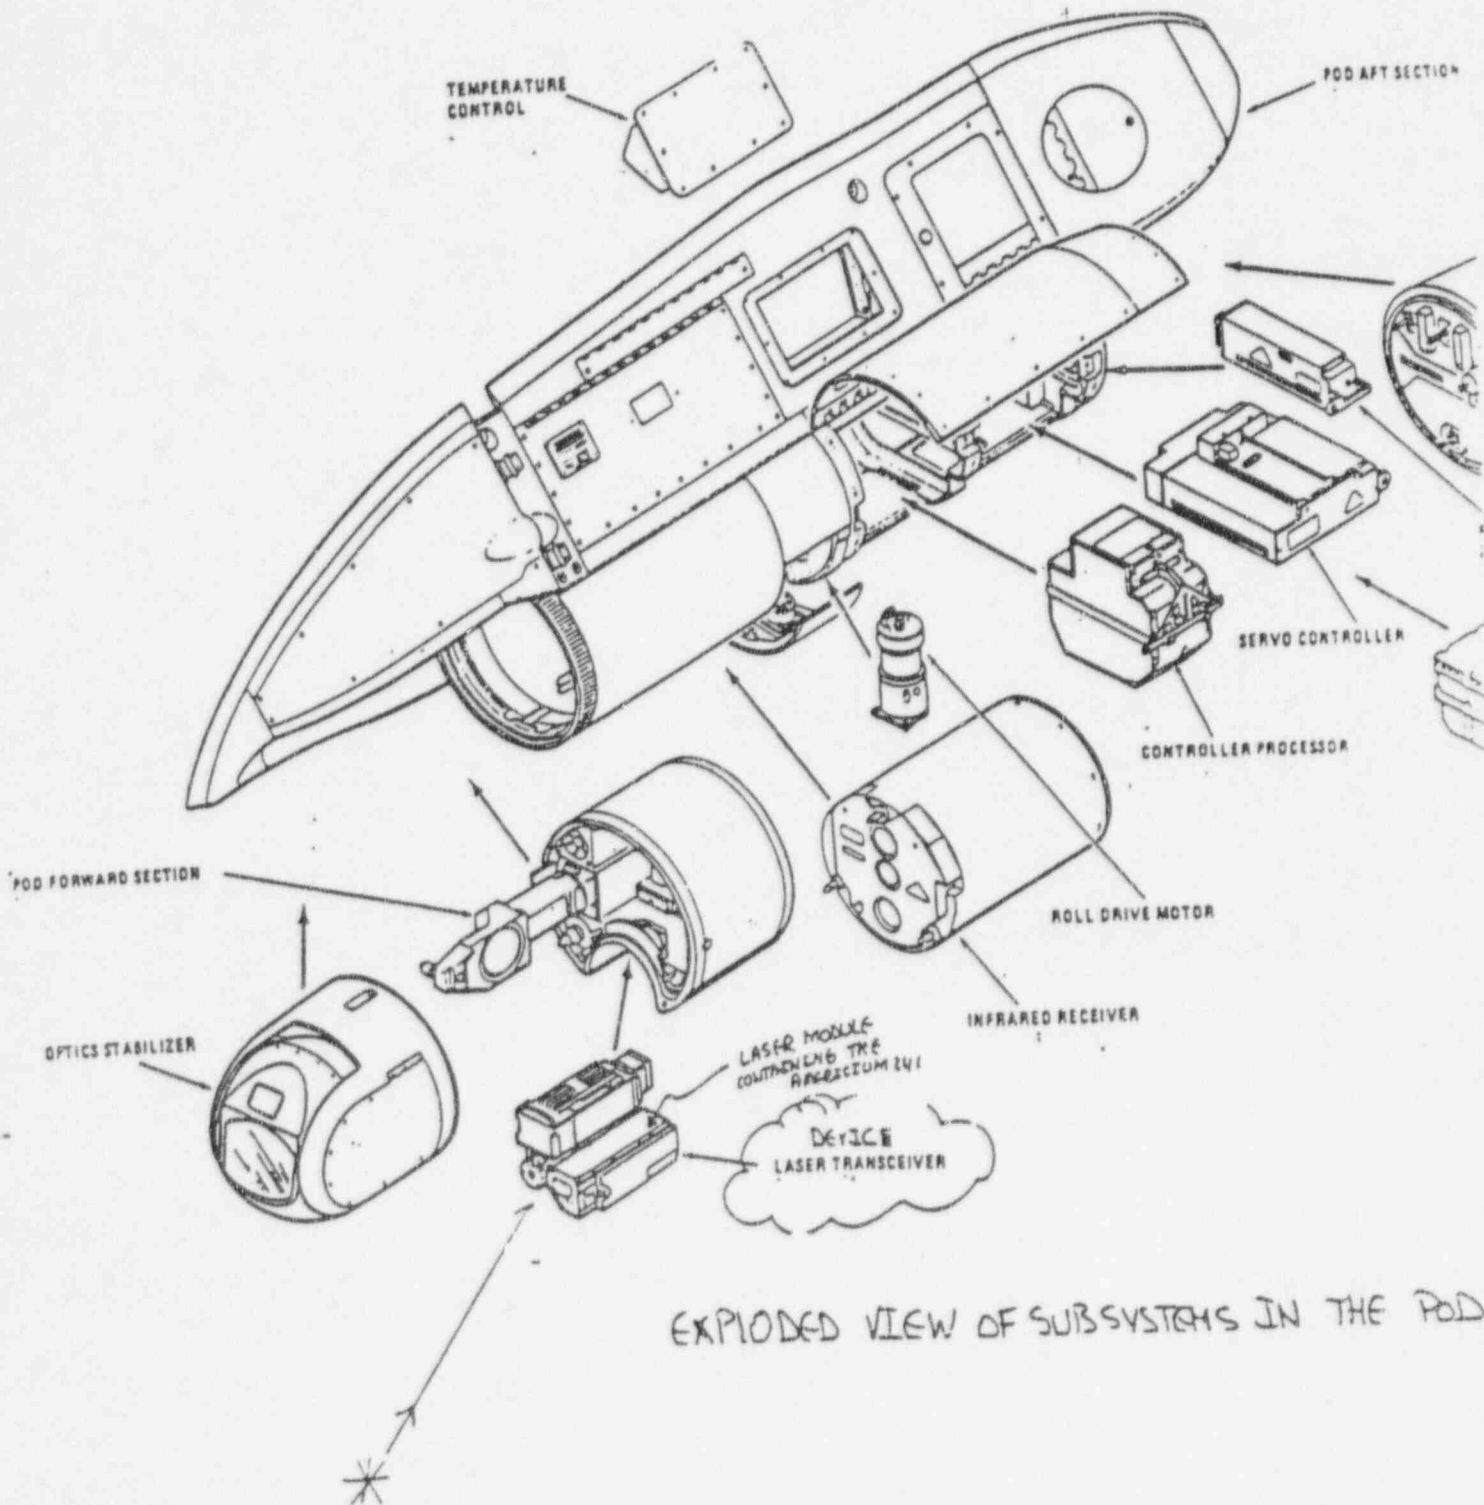 TEMPERATURE
CONTROL
POD AFT SECTION
SERVO CONTROLLER
CONTROLLER PROCESSOR
POD FORWARD SECTION
ROLL DRIVE MOTOR
INFRARED RECEIVER
OPTICS STABILIZER
LASER MODULE
CONTAINING THE
AMERICIUM 241
DEVICE
LASER TRANSCEIVER
EXPLODED VIEW OF SUBSYSTEMS IN THE POD